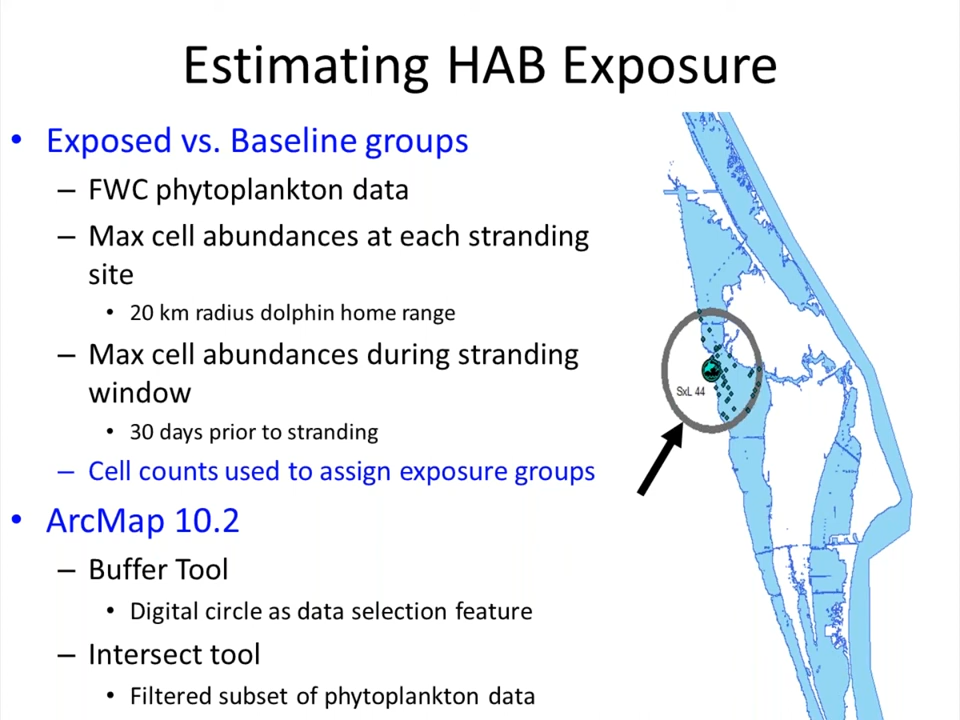 Estimating HAB Exposure
• Exposed vs. Baseline groups
– FWC phytoplankton data
– Max cell abundances at each stranding
site
• 20 km radius dolphin home range
– Max cell abundances during stranding
window
• 30 days prior to stranding
– Cell counts used to assign exposure groups
• ArcMap 10.2
– Buffer Tool
• Digital circle as data selection feature
– Intersect tool
• Filtered subset of phytoplankton data
SxL 44